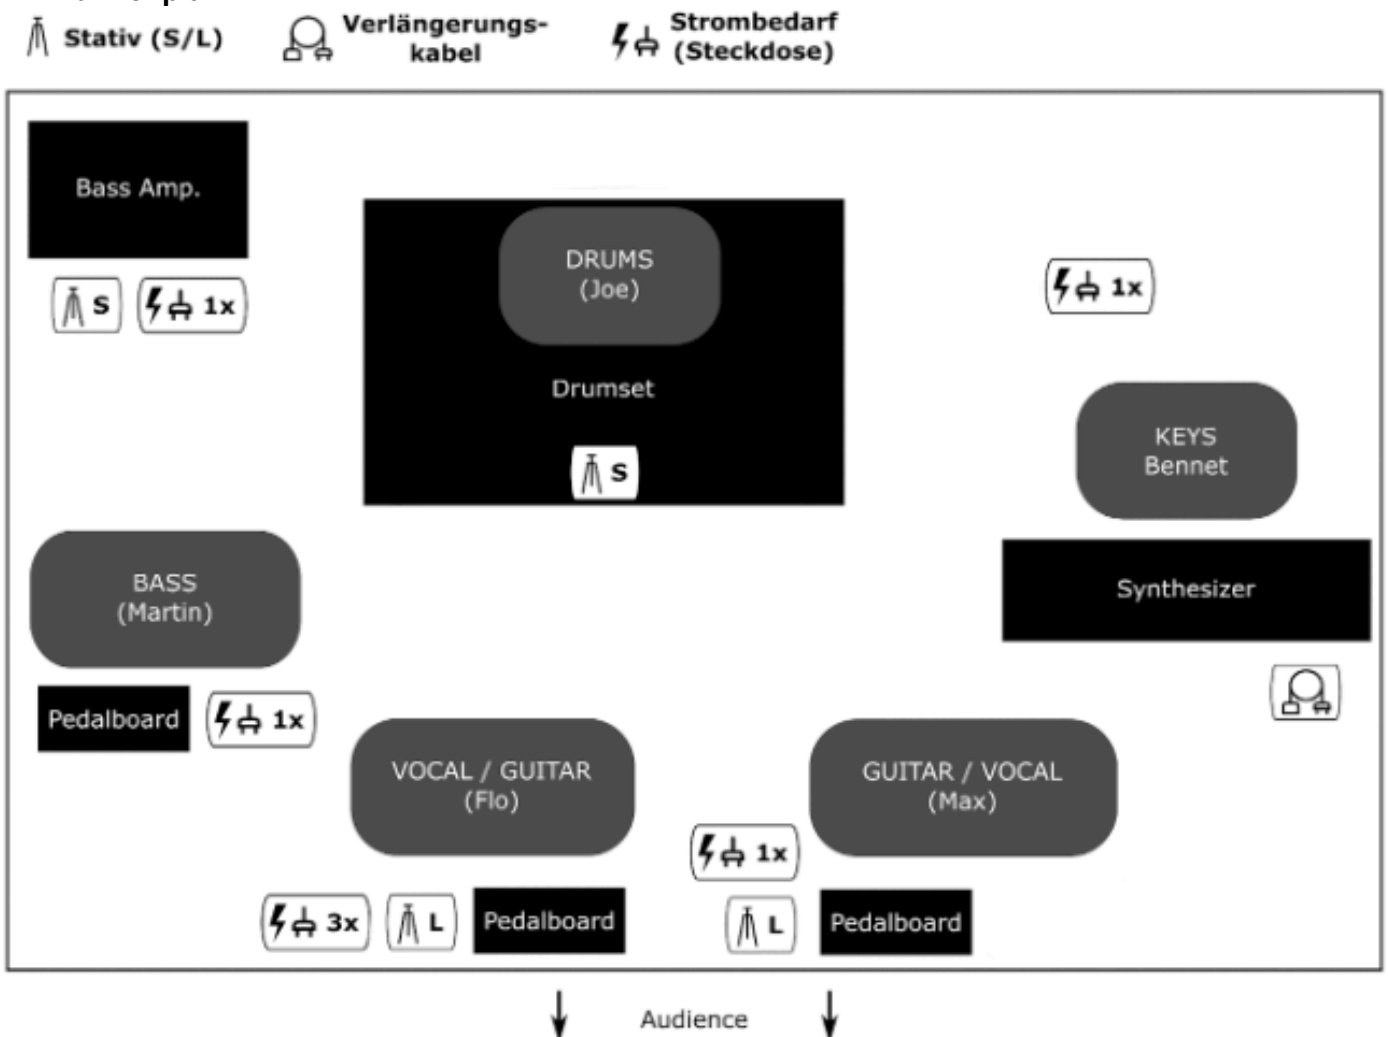 Stativ (S/L)
Verlängerungs-
kabel
Strombedarf
(Steckdose)
Bass Amp.
S
1x
DRUMS
(Joe)
Drumset
S
1x
KEYS
Bennet
Synthesizer
BASS
(Martin)
Pedalboard
1x
VOCAL / GUITAR
(Flo)
3x
L
Pedalboard
GUITAR / VOCAL
(Max)
1x
L
Pedalboard
Audience